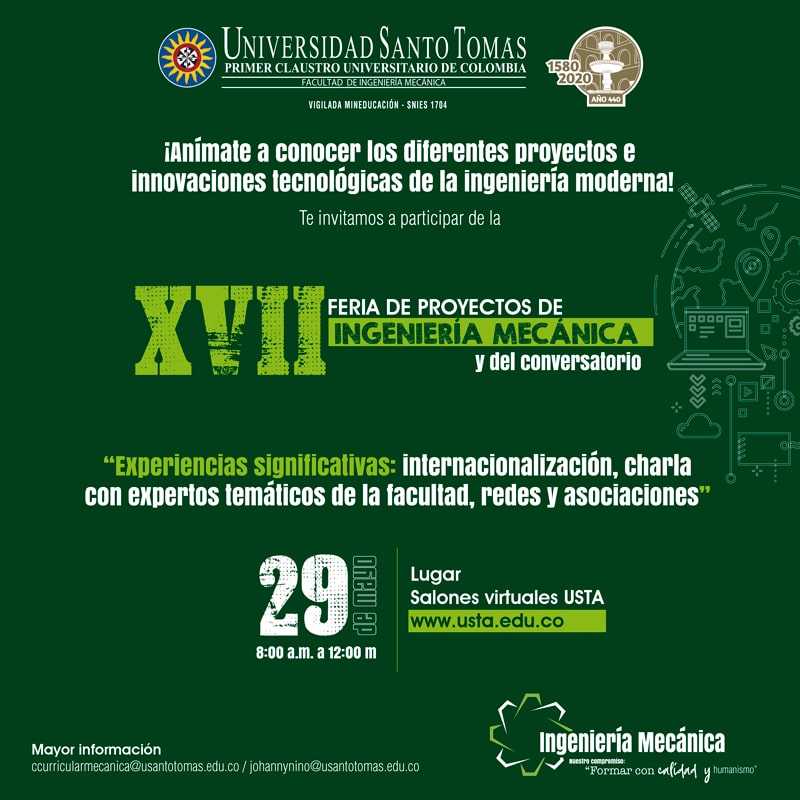 UNIVERSIDAD SANTO TOMAS
PRIMER CLAUSTRO UNIVERSITARIO DE COLOMBIA
FACULTAD DE INGENIERÍA MECÁNICA
VIGILADA MINEDUCACIÓN - SNIES 1704
1580
2020
AÑO 440
¡Anímate a conocer los diferentes proyectos e
innovaciones tecnológicas de la ingeniería moderna!
Te invitamos a participar de la
XVII
FERIA DE PROYECTOS DE
INGENIERÍA MECÁNICA
y del conversatorio
“Experiencias significativas: internacionalización, charla
con expertos temáticos de la facultad, redes y asociaciones”
29
de mayo
8:00 a.m. a 12:00 m
Lugar
Salones virtuales USTA
www.usta.edu.co
Mayor información
ccurricularmecanica@usantotomas.edu.co / johannynino@usantotomas.edu.co
Ingeniería Mecánica
Nuestro compromiso:
“Formar con calidad y humanismo”